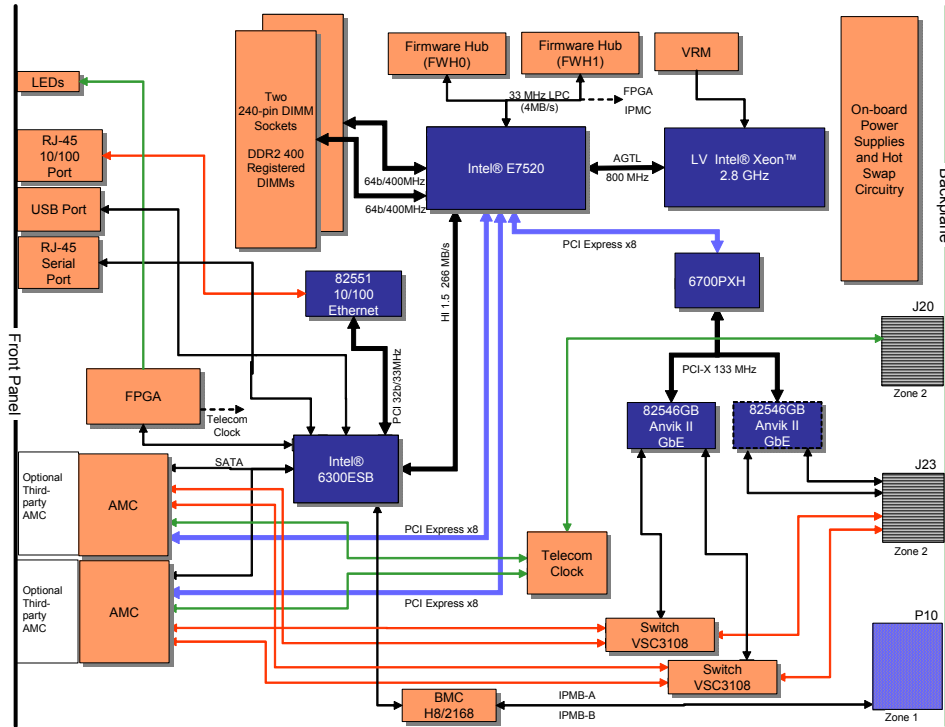 Firmware Hub
(FWH0)
Firmware Hub
(FWH1)
VRM
LEDs
Two
240-pin DIMM
Sockets
DDR2 400
Registered
DIMMs
33 MHz LPC
(4MB/s)
FPGA
IPMC
On-board
Power
Supplies
and Hot
Swap
Circuitry
Backplane
RJ-45
10/100
Port
Intel® E7520
AGTL
800 MHz
LV Intel® Xeon™
2.8 GHz
64b/400MHz
64b/400MHz
USB Port
RJ-45
Serial
Port
PCI Express x8
82551
10/100
Ethernet
HI 1.5 266 MB/s
6700PXH
J20
Zone 2
Front Panel
PCI 32b/33MHz
PCI-X 133 MHz
FPGA
Telecom
Clock
82546GB
Anvik II
GbE
82546GB
Anvik II
GbE
Intel®
6300ESB
SATA
J23
Zone 2
Optional
Third-
party
AMC
AMC
PCI Express x8
Telecom
Clock
Optional
Third-
party
AMC
AMC
PCI Express x8
Switch
VSC3108
P10
Zone 1
Switch
VSC3108
BMC
H8/2168
IPMB-A
IPMB-B